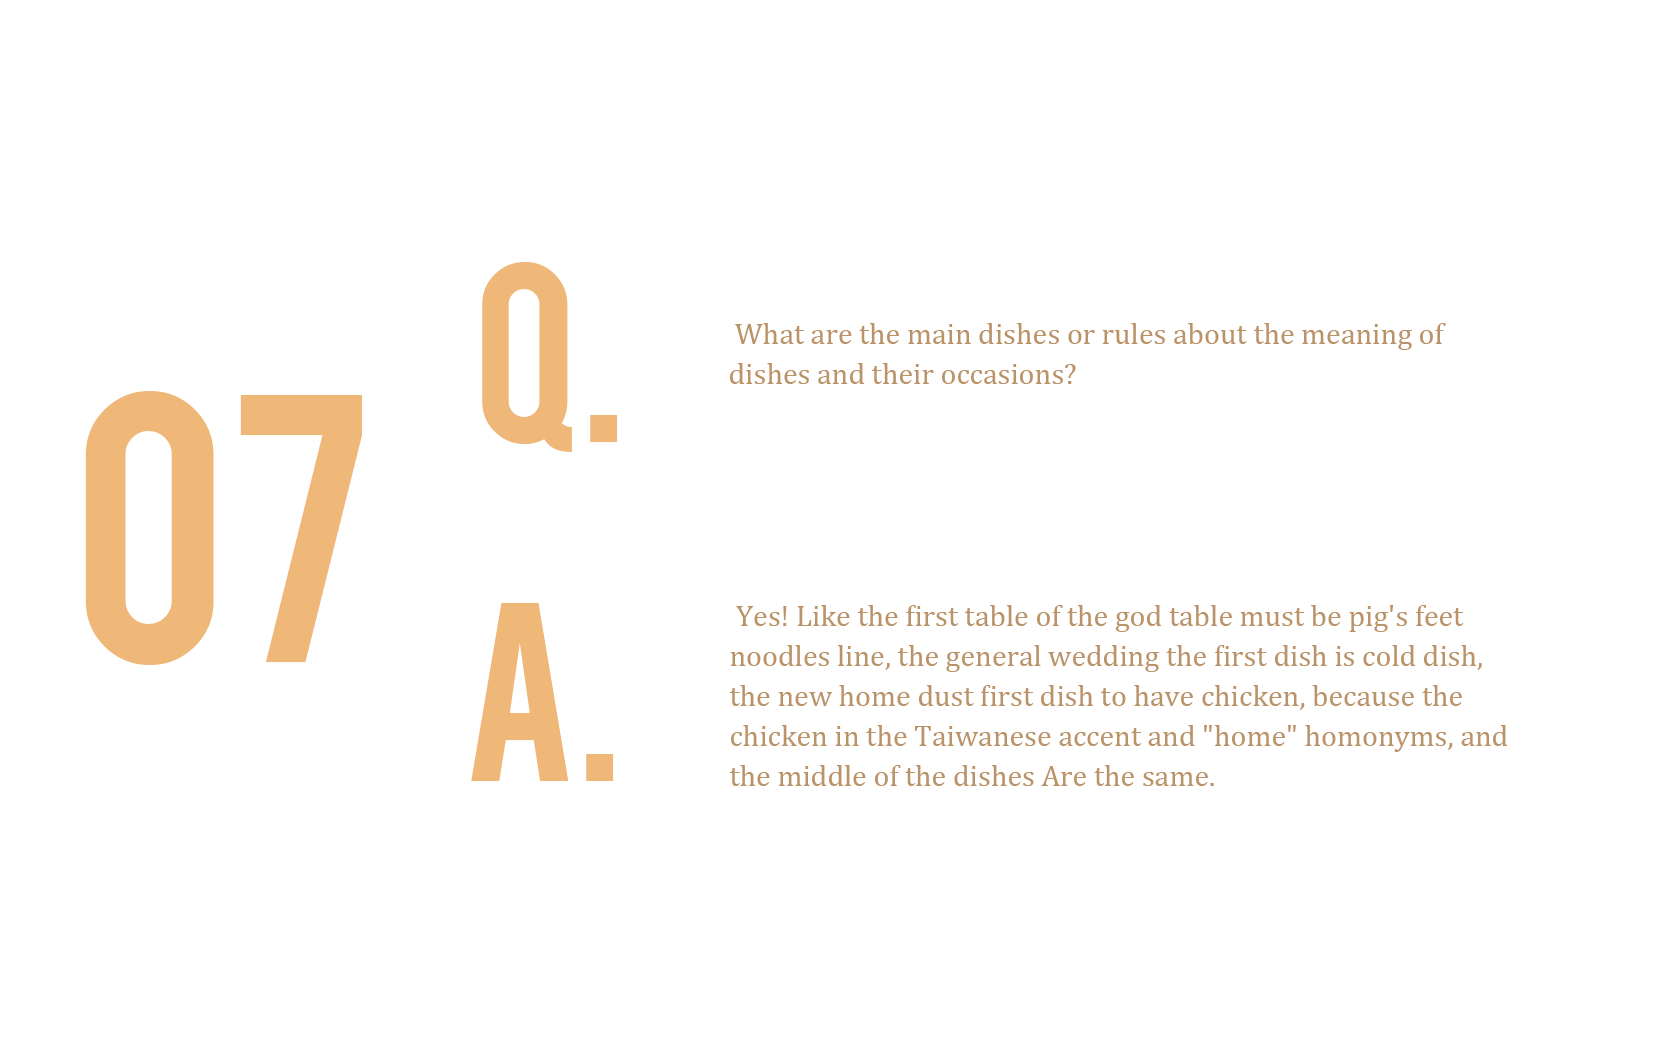 07
Q.
What are the main dishes or rules about the meaning of
dishes and their occasions?
A.
Yes! Like the first table of the god table must be pig's feet
noodles line, the general wedding the first dish is cold dish,
the new home dust first dish to have chicken, because the
chicken in the Taiwanese accent and "home" homonyms, and
the middle of the dishes Are the same.